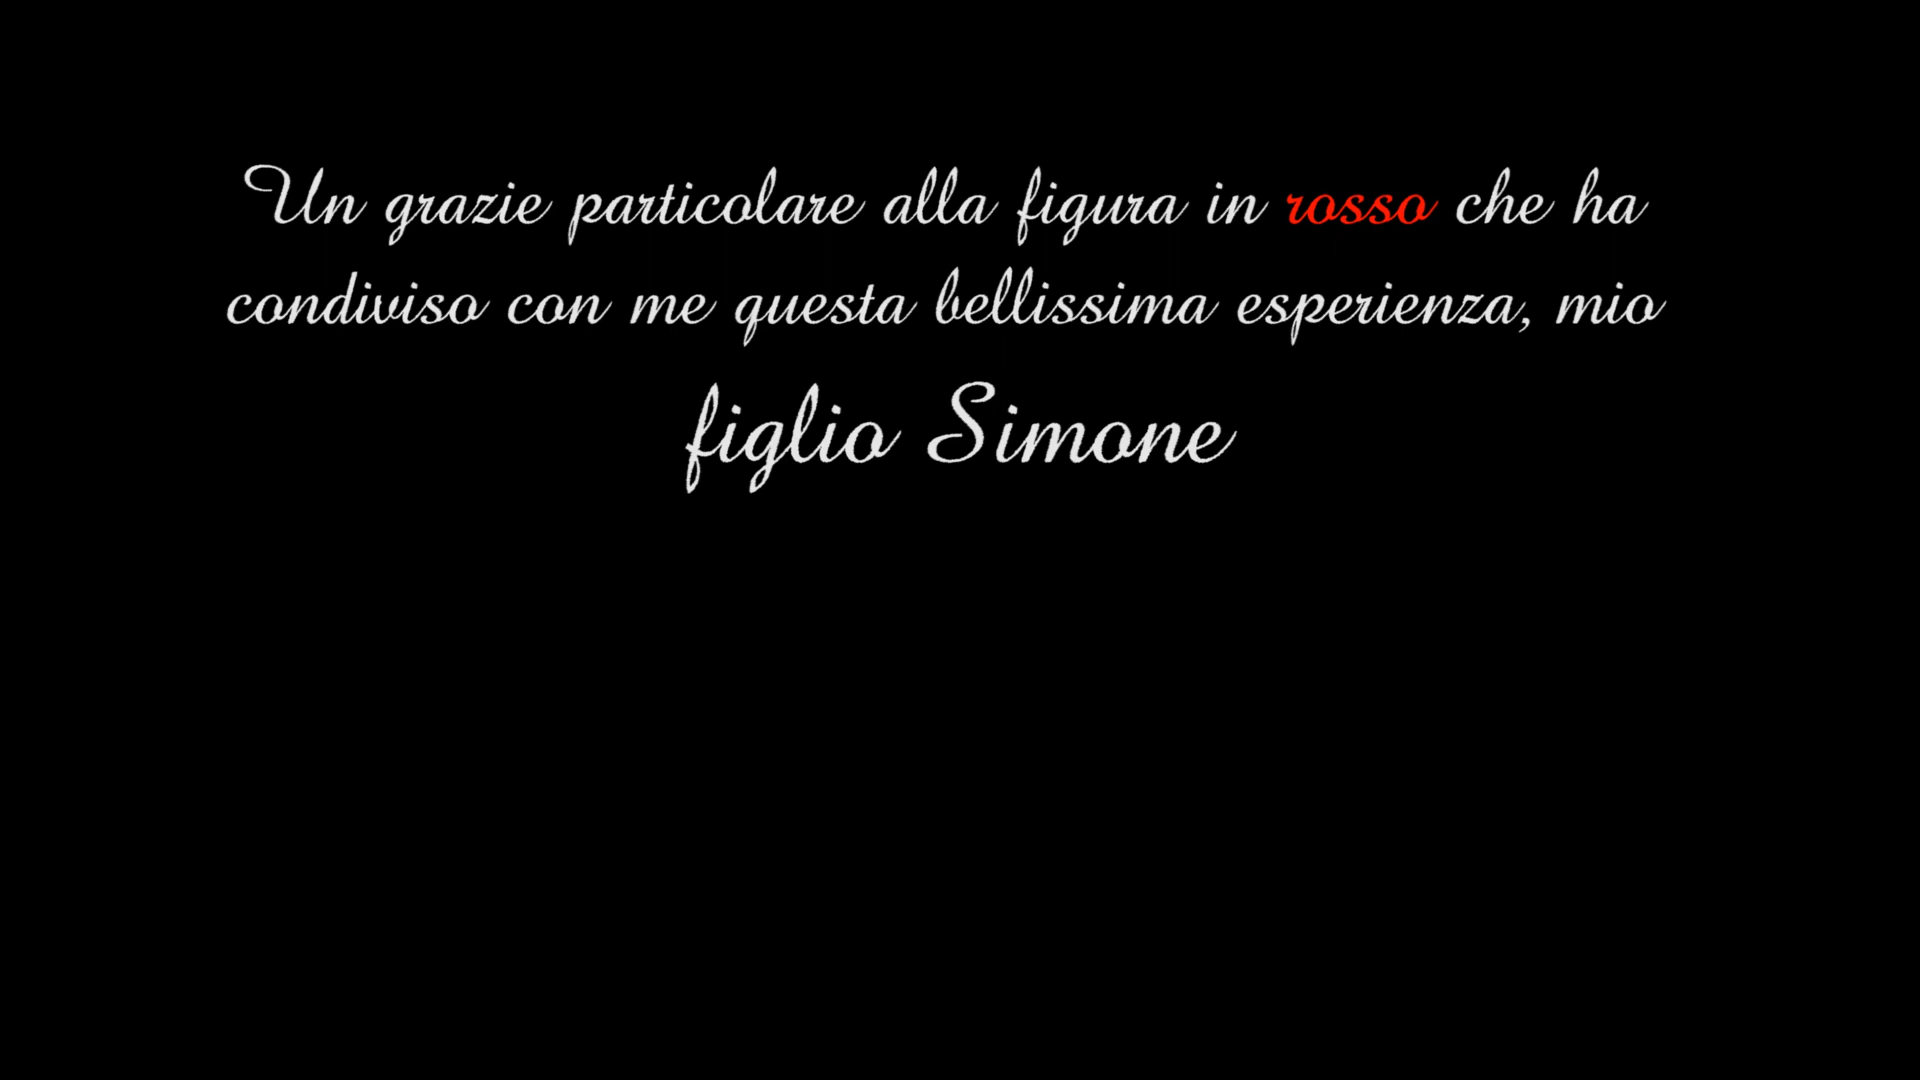 Un grazie particolare alla figura in rosso che ha
condiviso con me questa bellissima esperienza, mio
figlio Simone